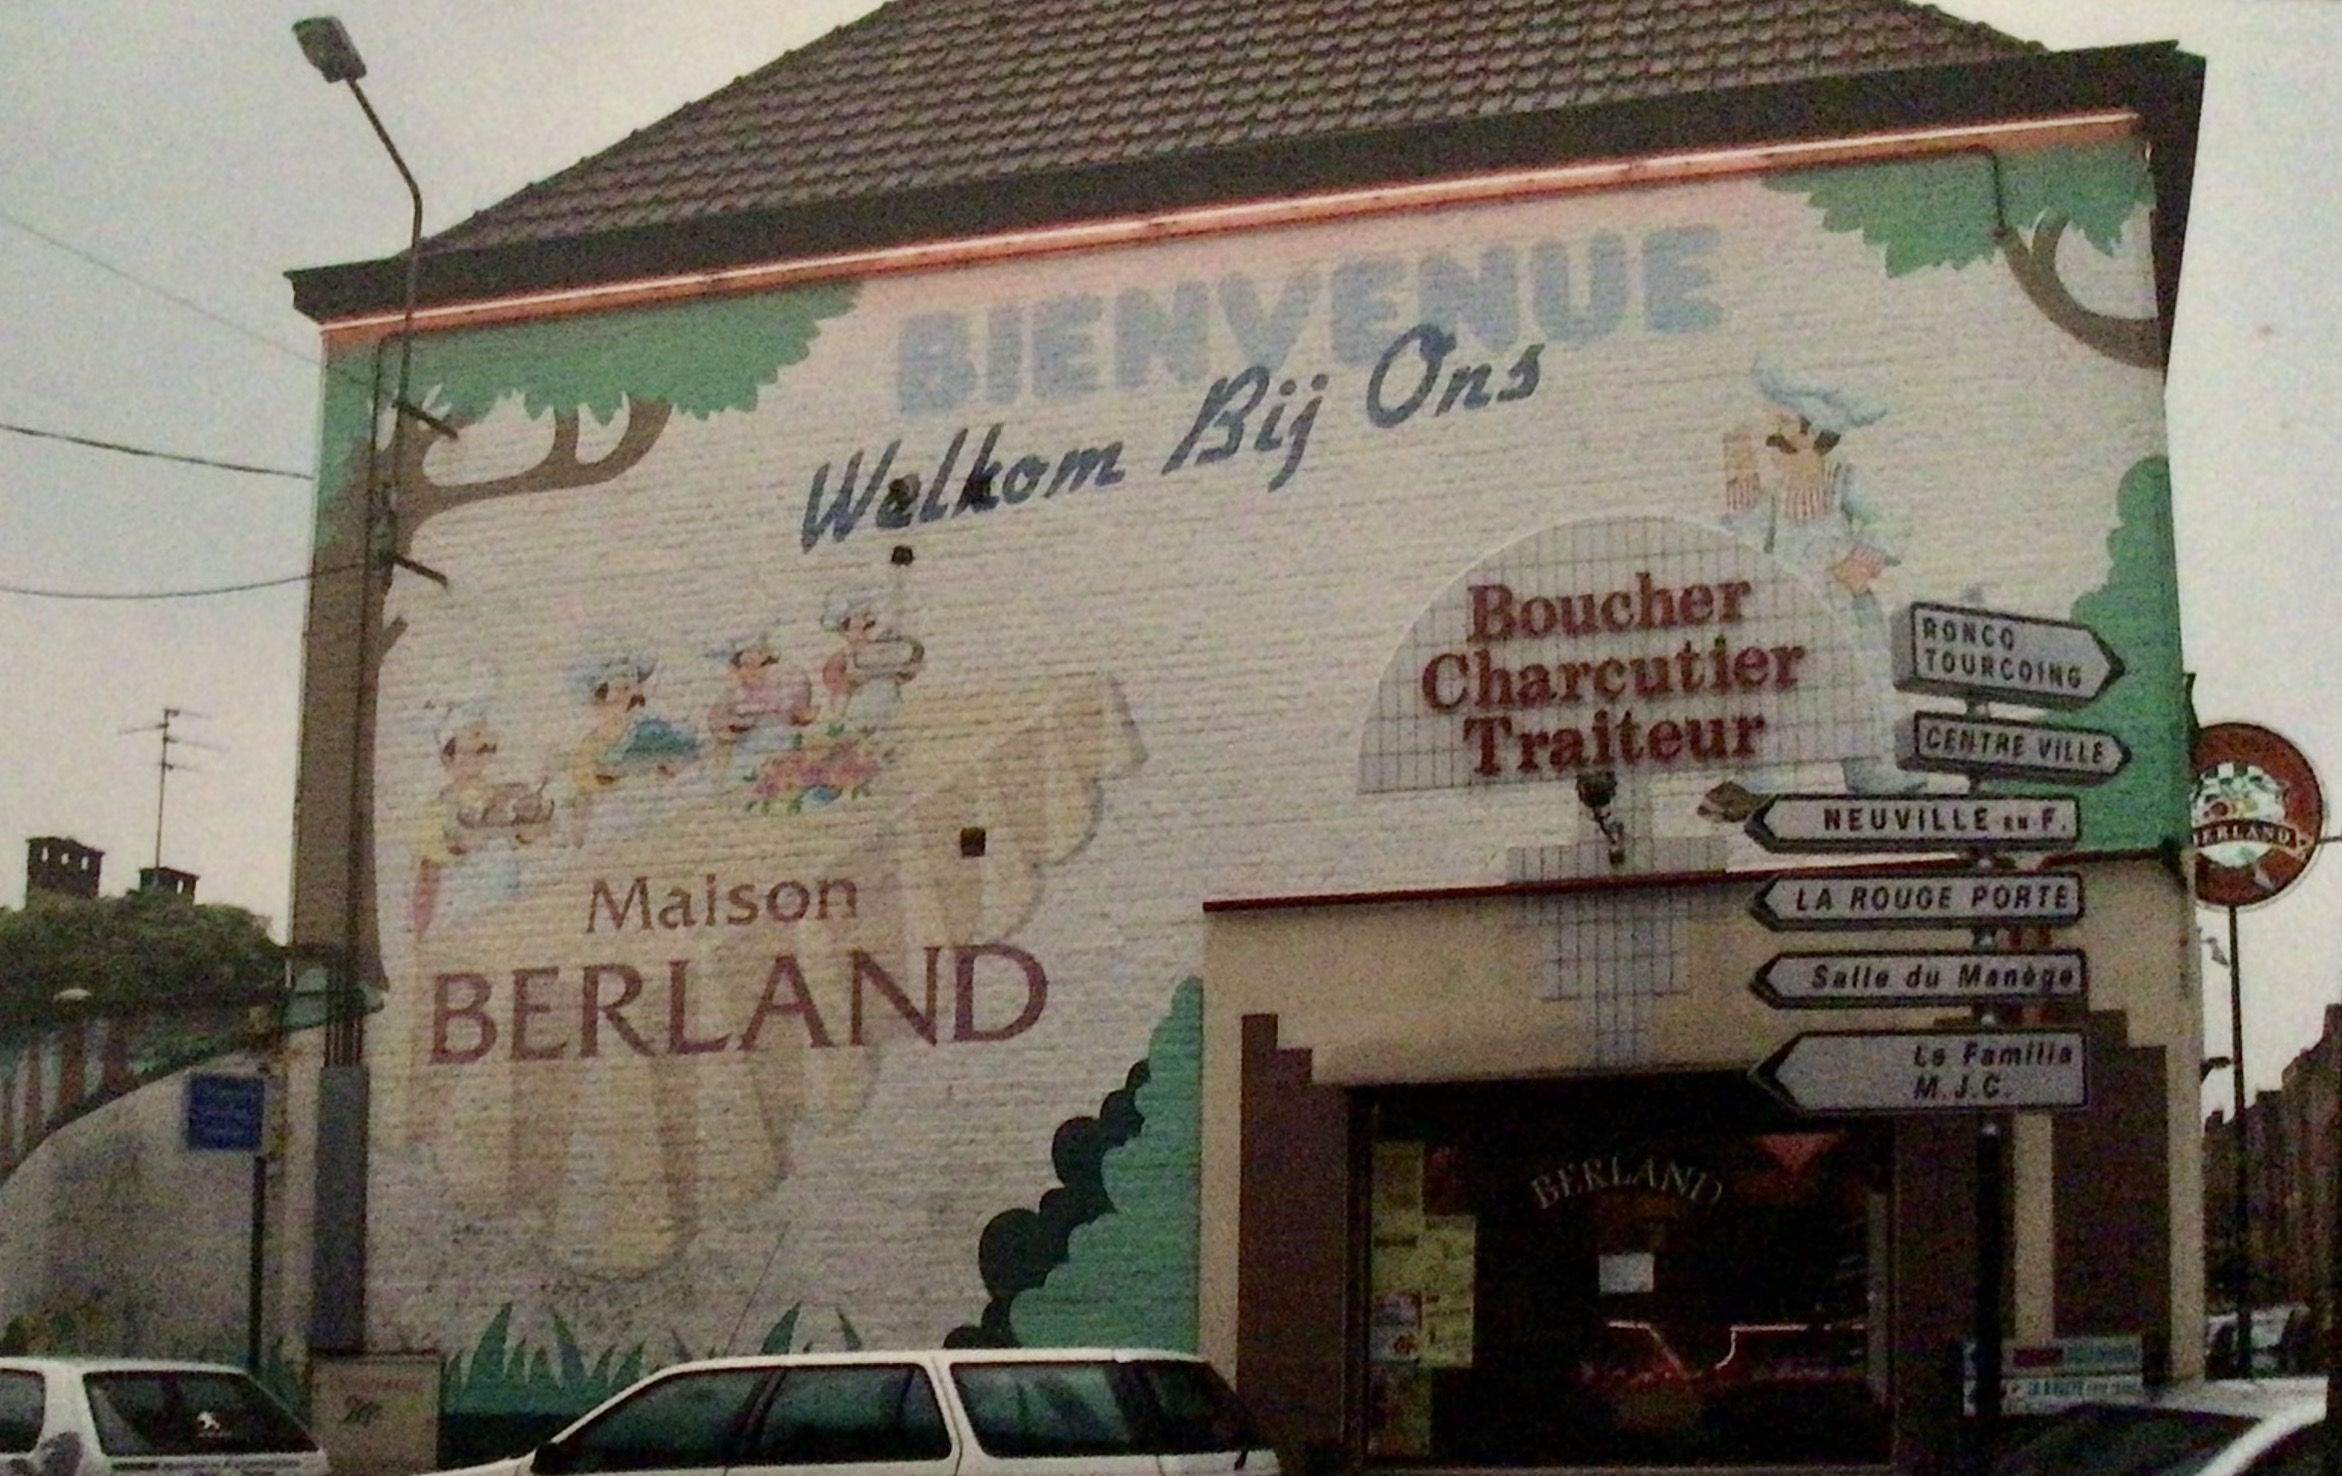 BIENVENUE
Welkom Bij Ons
Boucher
Charcutier
Traiteur
Maison
BERLAND
RONCQ
TOURCOING
CENTRE VILLE
NEUVILLE EN F.
LA ROUGE PORTE
Salle du Manège
La Familia
M.J.C.
BERLAND
BERLAND